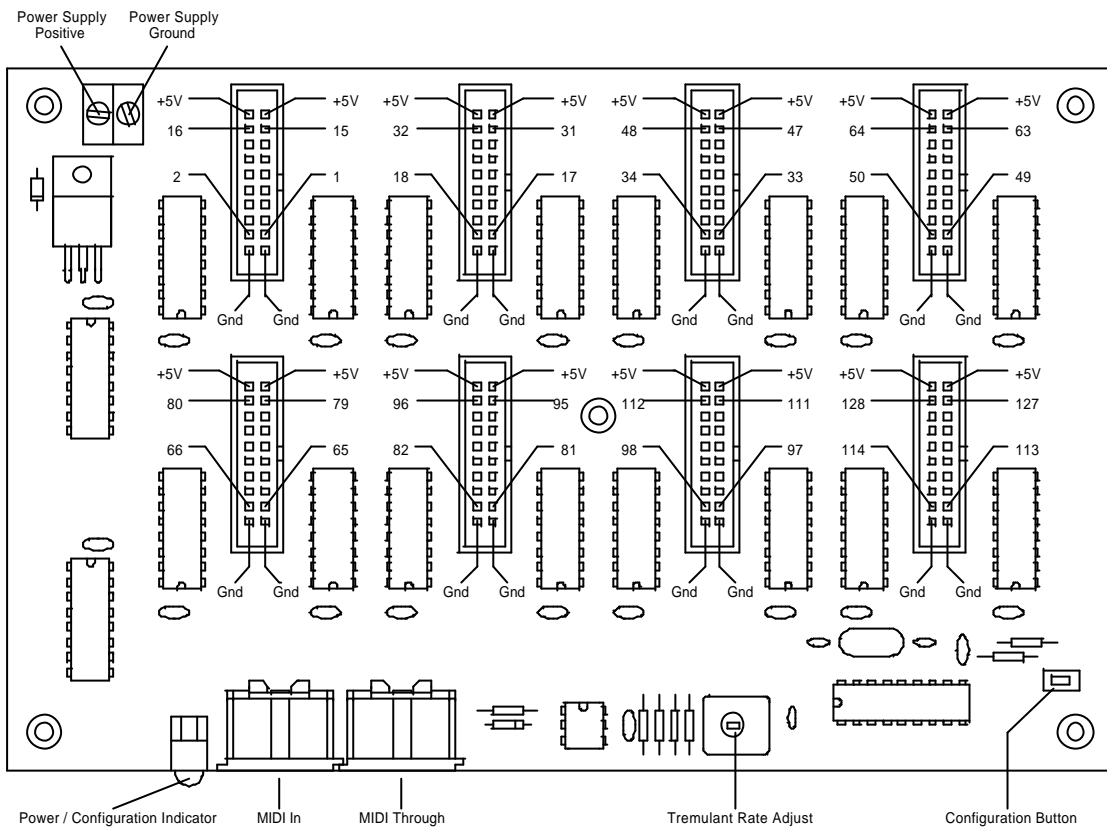 Power Supply Positive
Power Supply Ground
+5V +5V +5V +5V +5V +5V +5V +5V
16 15 32 31 48 47 64 63
2 1 18 17 34 33 50 49
Gnd Gnd Gnd Gnd Gnd Gnd Gnd Gnd
+5V +5V +5V +5V +5V +5V +5V +5V
80 79 96 95 112 111 128 127
66 65 82 81 98 97 114 113
Gnd Gnd Gnd Gnd Gnd Gnd Gnd Gnd
Power / Configuration Indicator MIDI In MIDI Through Tremulant Rate Adjust Configuration Button